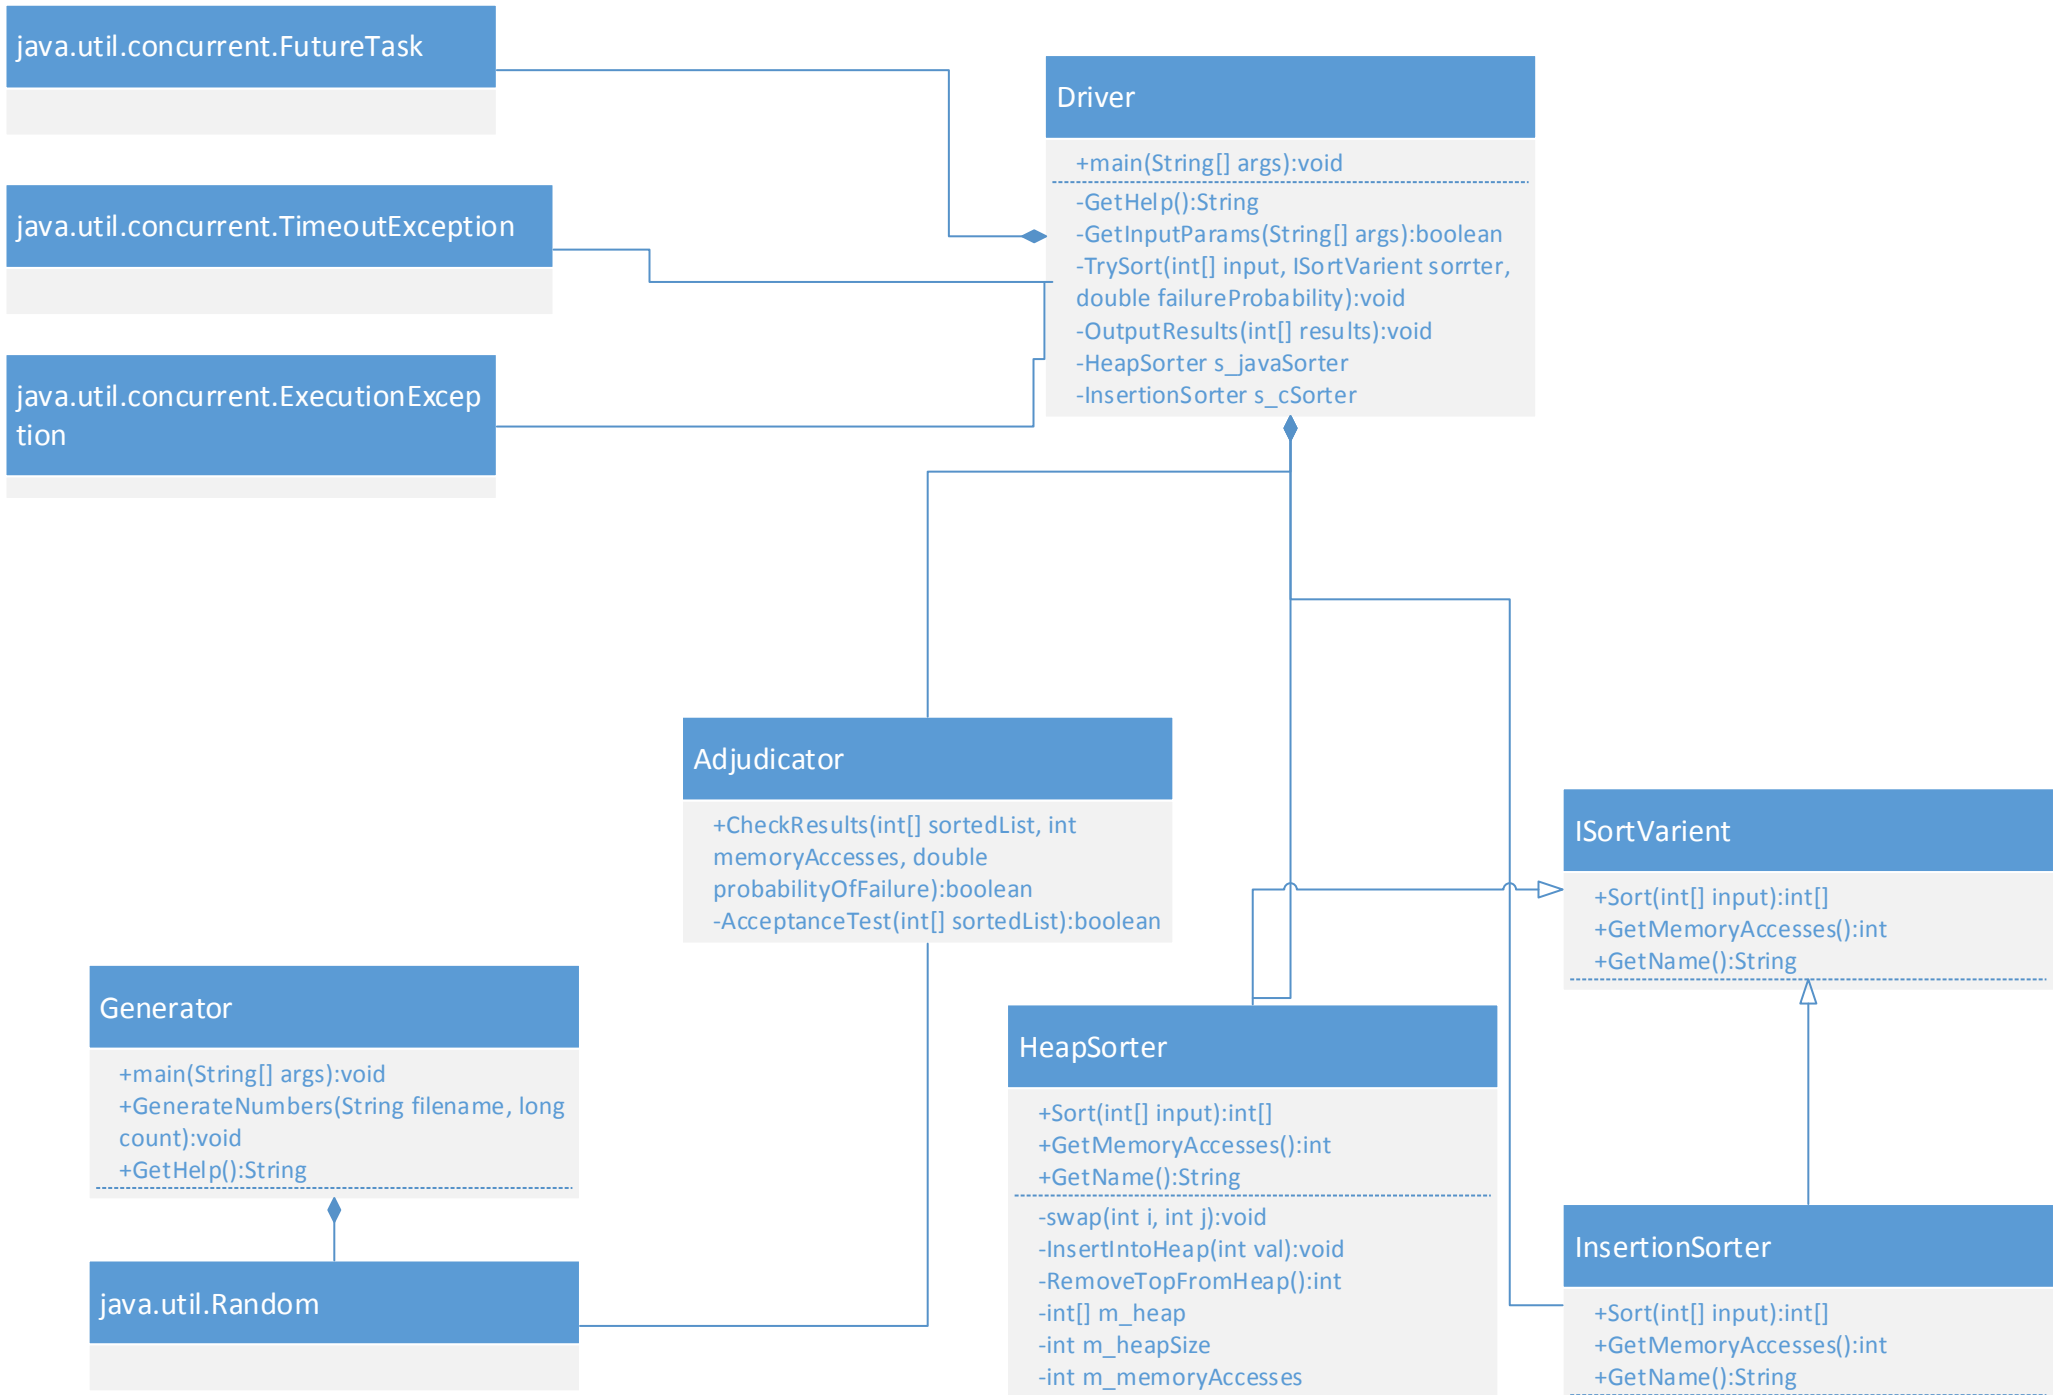 java.util.concurrent.FutureTask
java.util.concurrent.TimeoutException
java.util.concurrent.ExecutionExcep
tion
Driver
+main(String[] args):void
-GetHelp():String
-GetInputParams(String[] args):boolean
-TrySort(int[] input, ISortVarient sorrter,
double failureProbability):void
-OutputResults(int[] results):void
-HeapSorter s_javaSorter
-InsertionSorter s_cSorter
Adjudicator
+CheckResults(int[] sortedList, int
memoryAccesses, double
probabilityOfFailure):boolean
-AcceptanceTest(int[] sortedList):boolean
ISortVarient
+Sort(int[] input):int[]
+GetMemoryAccesses():int
+GetName():String
Generator
+main(String[] args):void
+GenerateNumbers(String filename, long
count):void
+GetHelp():String
java.util.Random
HeapSorter
+Sort(int[] input):int[]
+GetMemoryAccesses():int
+GetName():String
-swap(int i, int j):void
-InsertIntoHeap(int val):void
-RemoveTopFromHeap():int
-int[] m_heap
-int m_heapSize
-int m_memoryAccesses
InsertionSorter
+Sort(int[] input):int[]
+GetMemoryAccesses():int
+GetName():String